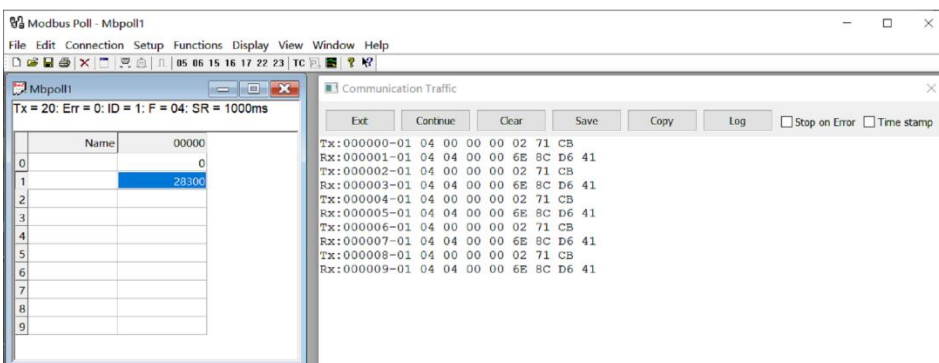 Modbus Poll - Mbpoll1
File Edit Connection Setup Functions Display View Window Help
05 06 15 16 17 22 23 TC
Mbpoll1
Tx = 20: Err = 0: ID = 1: F = 04: SR = 1000ms
Name 00000
0 0
1 28300
2
3
4
5
6
7
8
9
Communication Traffic
Exit Continue Clear Save Copy Log Stop on Error Time stamp
Tx:000000-01 04 00 00 00 02 71 CB
Rx:000001-01 04 04 00 00 6E 8C D6 41
Tx:000002-01 04 00 00 00 02 71 CB
Rx:000003-01 04 04 00 00 6E 8C D6 41
Tx:000004-01 04 00 00 00 02 71 CB
Rx:000005-01 04 04 00 00 6E 8C D6 41
Tx:000006-01 04 00 00 00 02 71 CB
Rx:000007-01 04 04 00 00 6E 8C D6 41
Tx:000008-01 04 00 00 00 02 71 CB
Rx:000009-01 04 04 00 00 6E 8C D6 41